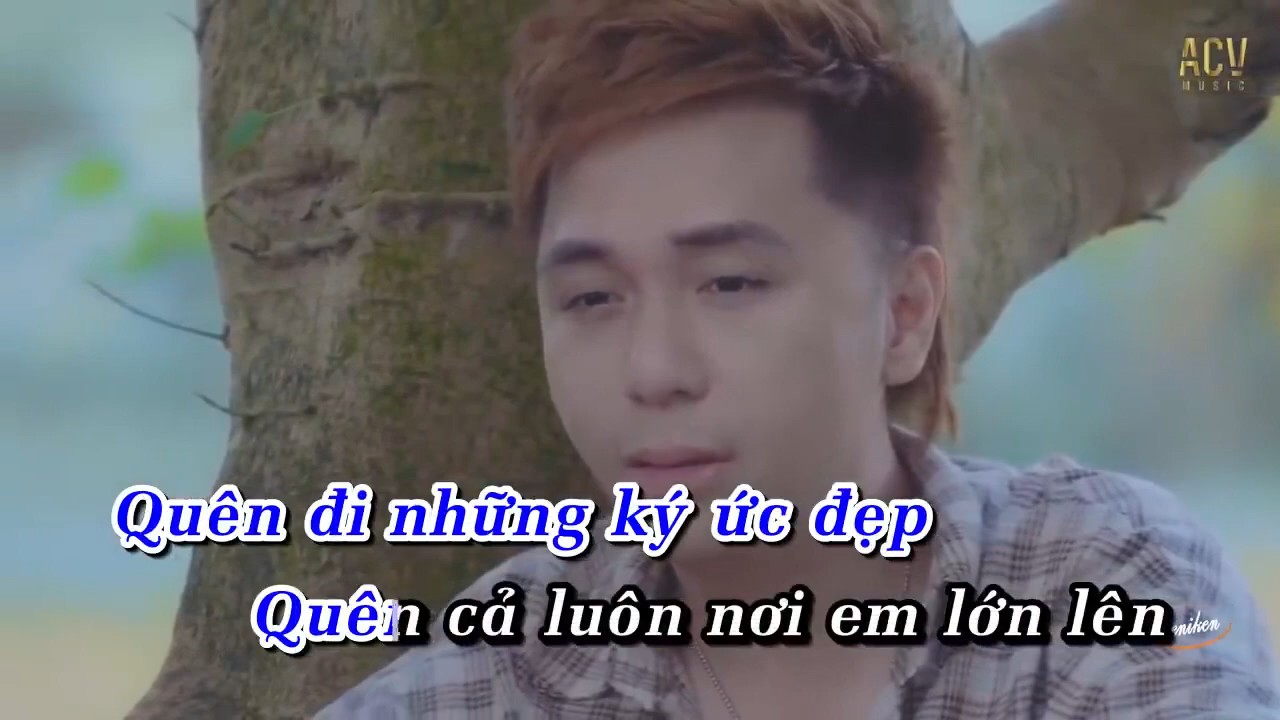 ACV
MUSIC
Quên đi những ký ức đẹp
Quên cả luôn nơi em lớn lên